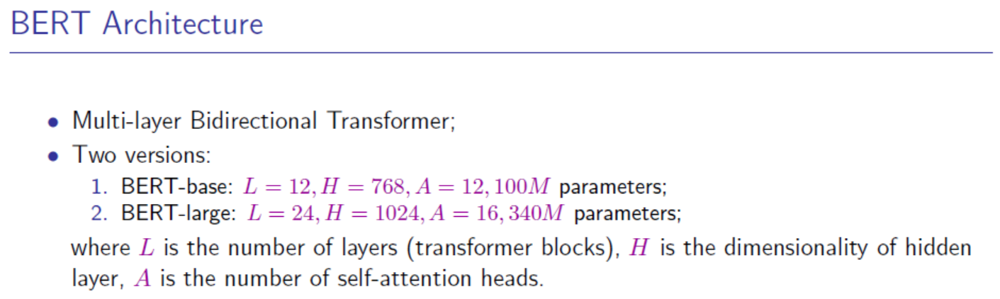 BERT Architecture
• Multi-layer Bidirectional Transformer;
• Two versions:
1. BERT-base: L = 12, H = 768, A = 12, 100M parameters;
2. BERT-large: L = 24, H = 1024, A = 16, 340M parameters;
where L is the number of layers (transformer blocks), H is the dimensionality of hidden
layer, A is the number of self-attention heads.